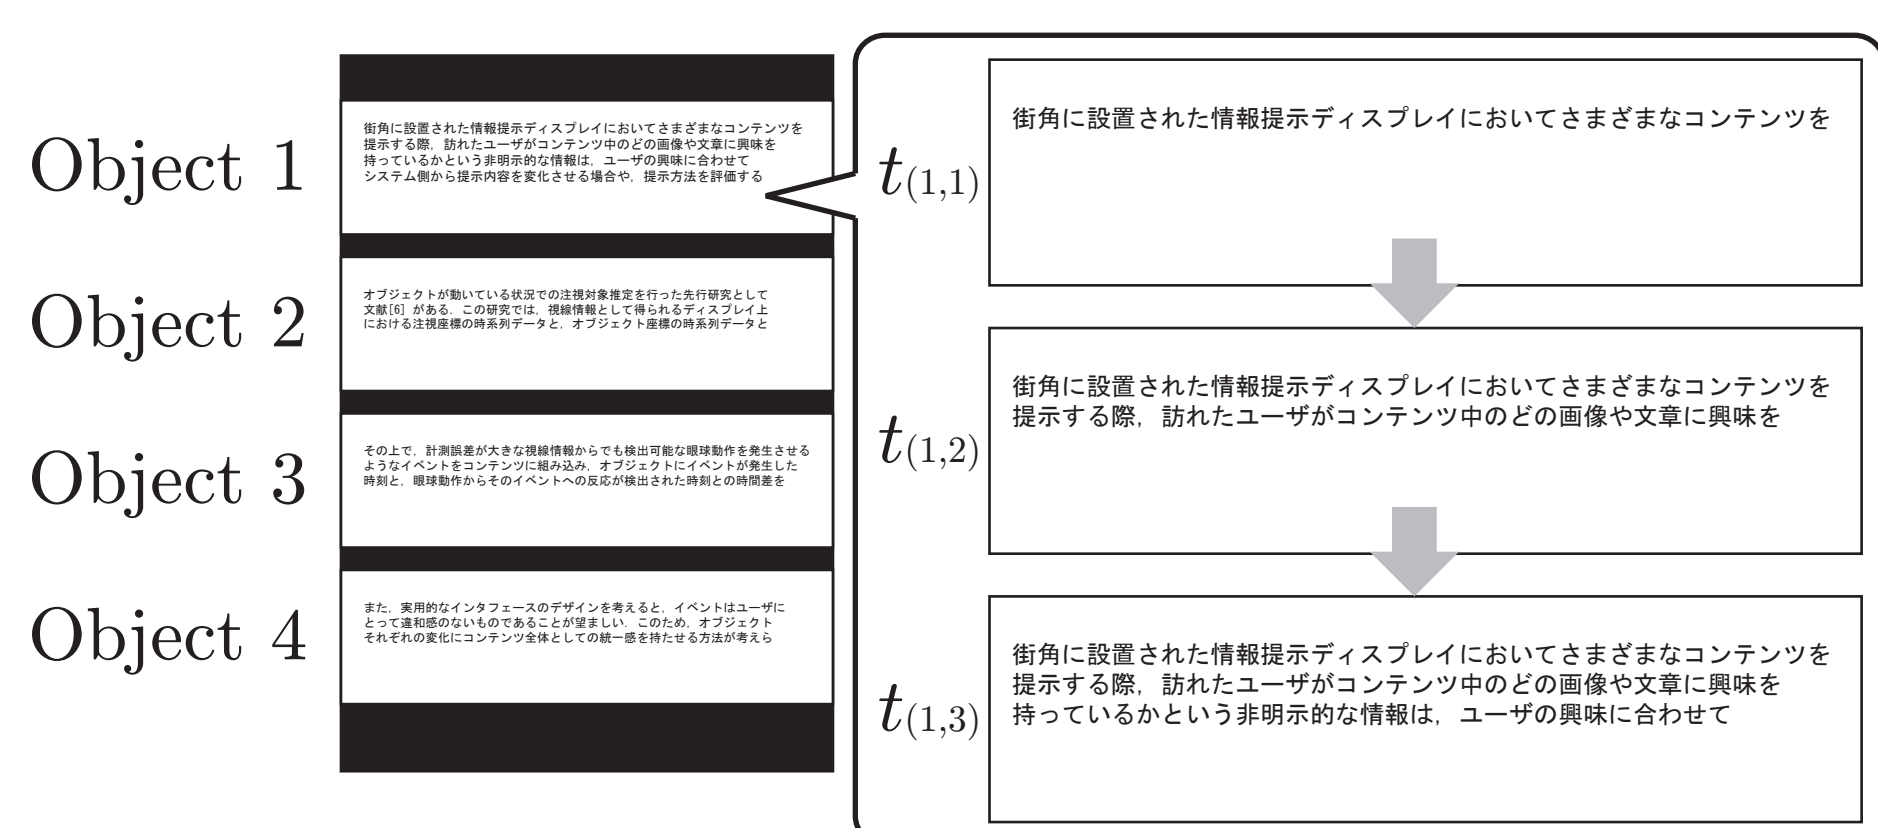 Object 1
街角に設置された情報提示ディスプレイにおいてさまざまなコンテンツを
提示する際，訪れたユーザがコンテンツ中のどの画像や文章に興味を
持っているかという非明示的な情報は，ユーザの興味に合わせて
システム側から提示内容を変化させる場合や，提示方法を評価する
Object 2
オブジェクトが動いている状況での注視対象推定を行った先行研究として
文献[6] がある．この研究では，視線情報として得られるディスプレイ上
における注視座標の時系列データと，オブジェクト座標の時系列データと
Object 3
その上で，計測誤差が大きな視線情報からでも検出可能な眼球動作を発生させる
ようなイベントをコンテンツに組み込み，オブジェクトにイベントが発生した
時刻と，眼球動作からそのイベントへの反応が検出された時刻との時間差を
Object 4
また，実用的なインタフェースのデザインを考えると，イベントはユーザに
とって違和感のないものであることが望ましい．このため，オブジェクト
それぞれの変化にコンテンツ全体としての統一感を持たせる方法が考えら
t(1,1)
街角に設置された情報提示ディスプレイにおいてさまざまなコンテンツを
t(1,2)
街角に設置された情報提示ディスプレイにおいてさまざまなコンテンツを
提示する際，訪れたユーザがコンテンツ中のどの画像や文章に興味を
t(1,3)
街角に設置された情報提示ディスプレイにおいてさまざまなコンテンツを
提示する際，訪れたユーザがコンテンツ中のどの画像や文章に興味を
持っているかという非明示的な情報は，ユーザの興味に合わせて